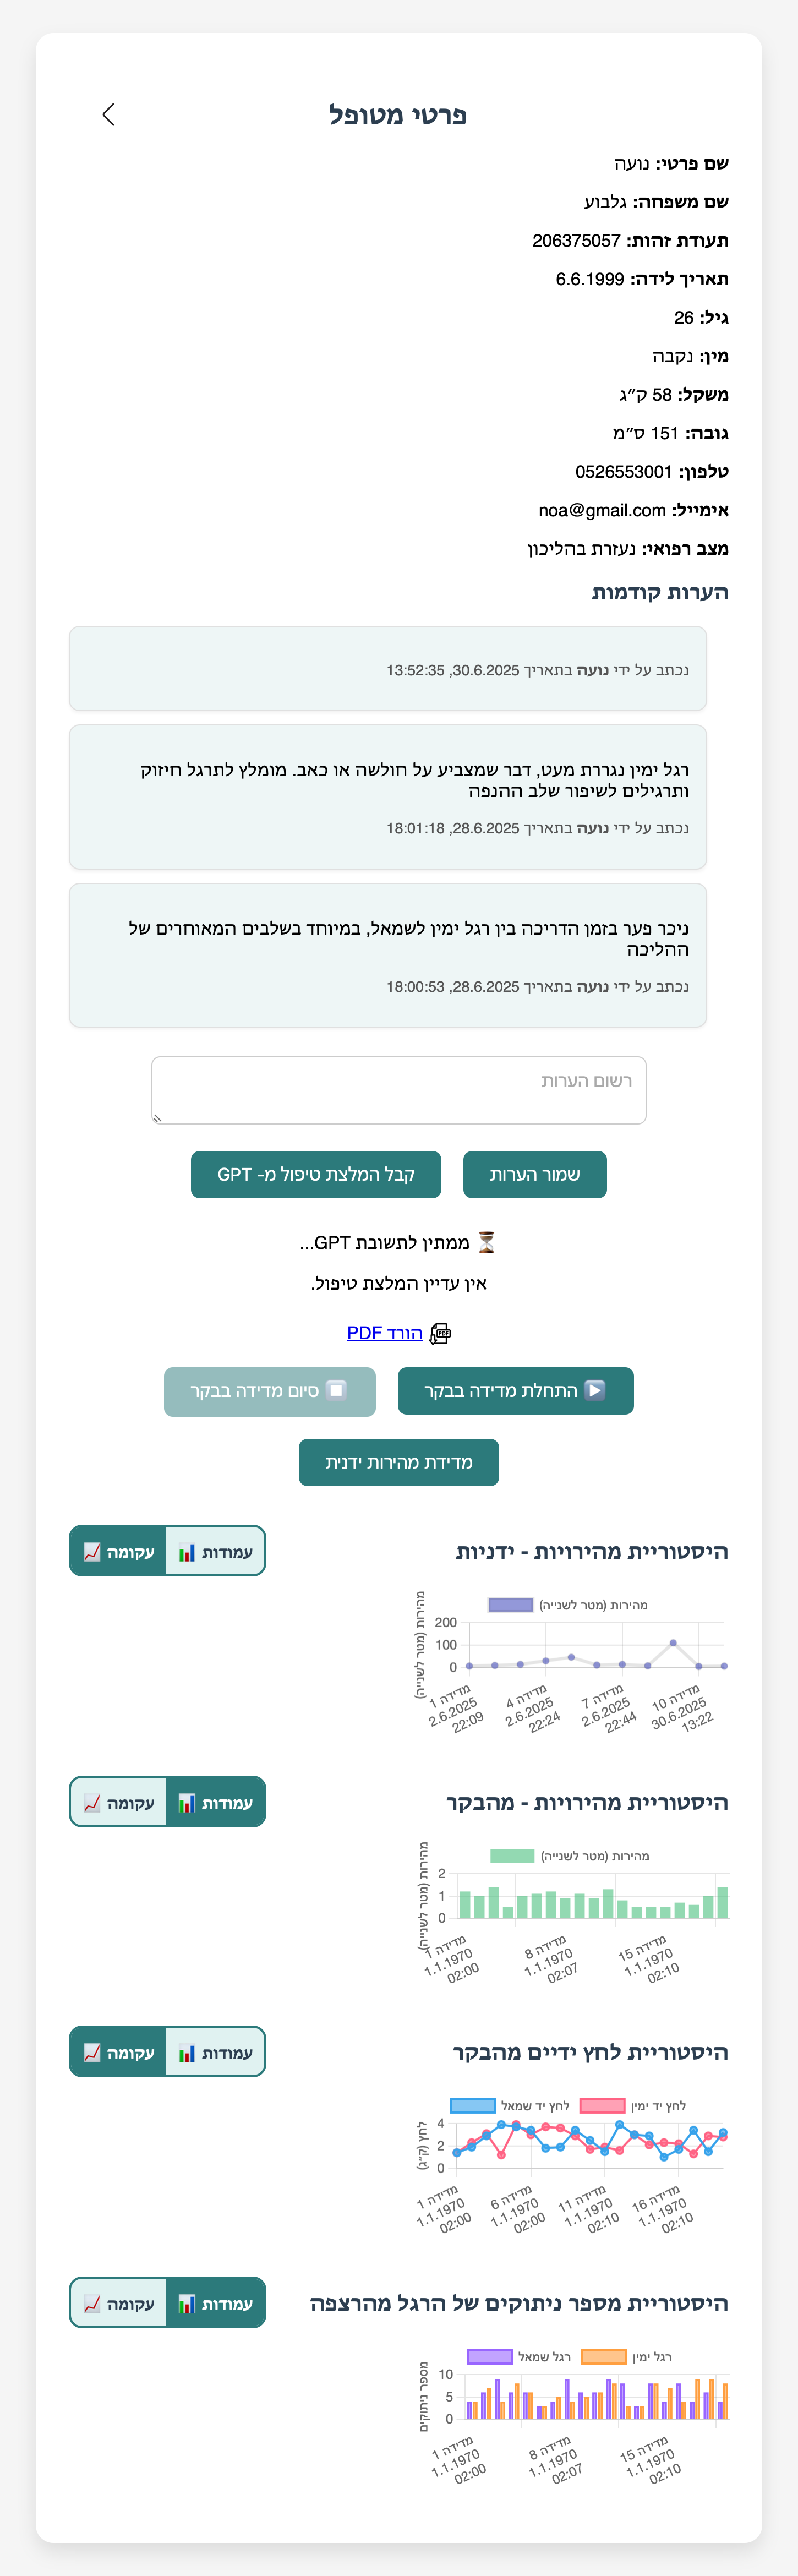 פרטי מטופל
שם פרטי: נועה
שם משפחה: גלבוע
תעודת זהות: 206375057
תאריך לידה: 6.6.1999
גיל: 26
מין: נקבה
משקל: 58 ק״ג
גובה: 151 ס״מ
טלפון: 0526553001
אימייל: noa@gmail.com
מצב רפואי: נעזרת בהליכון
הערות קודמות
נכתב על ידי נועה בתאריך 30.6.2025, 13:52:35
רגל ימין נגררת מעט, דבר שמצביע על חולשה או כאב. מומלץ לתרגל חיזוק
ותרגילים לשיפור שלב ההנפה
נכתב על ידי נועה בתאריך 28.6.2025, 18:01:18
ניכר פער בזמן הדריכה בין רגל ימין לשמאל, במיוחד בשלבים המאוחרים של
ההליכה
נכתב על ידי נועה בתאריך 28.6.2025, 18:00:53
רשום הערות
שמור הערות
קבל המלצת טיפול מ- GPT
⏳ ממתין לתשובת GPT...
אין עדיין המלצת טיפול.
PDF
הורד PDF
▶️ התחלת מדידה בבקר
⏹️ סיום מדידה בבקר
מדידת מהירות ידנית
היסטוריית מהירויות - ידניות
עמודות 📊
עקומה 📈
מהירות (מטר לשנייה)
מהירות (מטר לשנייה)
200
100
0
מדידה 1
2.6.2025
22:09
מדידה 4
2.6.2025
22:24
מדידה 7
2.6.2025
22:44
מדידה 10
30.6.2025
13:22
היסטוריית מהירויות - מהבקר
עמודות 📊
עקומה 📈
מהירות (מטר לשנייה)
מהירות (מטר לשנייה)
2
1
0
מדידה 1
1.1.1970
02:00
מדידה 8
1.1.1970
02:07
מדידה 15
1.1.1970
02:10
היסטוריית לחץ ידיים מהבקר
עמודות 📊
עקומה 📈
לחץ יד ימין
לחץ יד שמאל
לחץ (ק״ג)
4
2
0
מדידה 1
1.1.1970
02:00
מדידה 6
1.1.1970
02:00
מדידה 11
1.1.1970
02:10
מדידה 16
1.1.1970
02:10
היסטוריית מספר ניתוקים של הרגל מהרצפה
עמודות 📊
עקומה 📈
רגל ימין
רגל שמאל
מספר ניתוקים
10
5
0
מדידה 1
1.1.1970
02:00
מדידה 8
1.1.1970
02:07
מדידה 15
1.1.1970
02:10